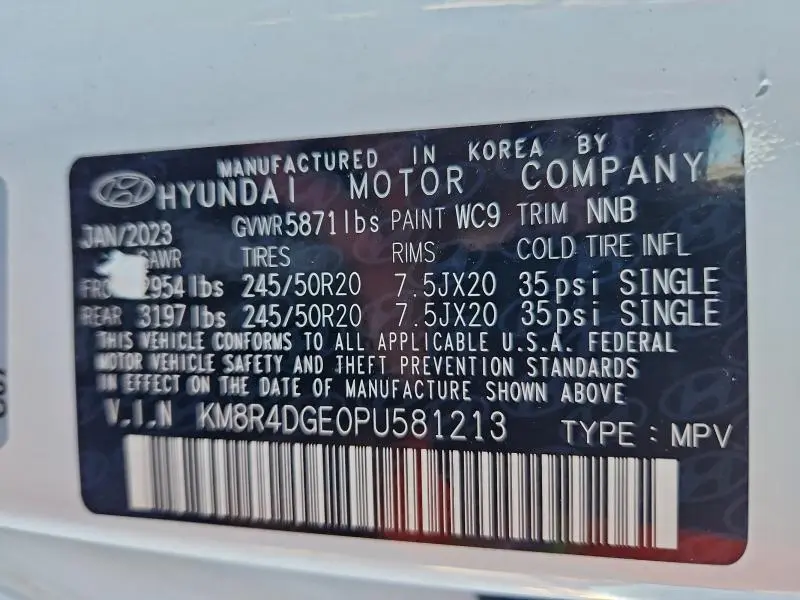 MANUFACTURED IN KOREA BY
HYUNDAI MOTOR COMPANY
JAN/2023 GVWR 5871lbs PAINT WC9 TRIM NNB
GAWR TIRES RIMS COLD TIRE INFL
2954lbs 245/50R20 7.5JX20 35psi SINGLE
REAR 3197lbs 245/50R20 7.5JX20 35psi SINGLE
THIS VEHICLE CONFORMS TO ALL APPLICABLE U.S.A. FEDERAL
MOTOR VEHICLE SAFETY AND THEFT PREVENTION STANDARDS
IN EFFECT ON THE DATE OF MANUFACTURE SHOWN ABOVE
V.I.N KM8R4DGE0PU581213 TYPE : MPV